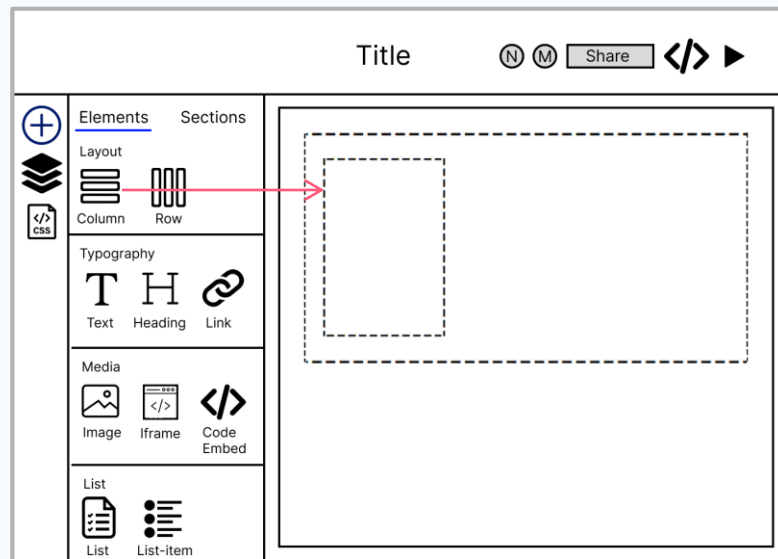 Title
N M Share </>
Elements Sections
Layout
Column Row
</>
CSS
Typography
T H
Text Heading Link
Media
</> </>
Image Iframe Code
Embed
List
List List-item